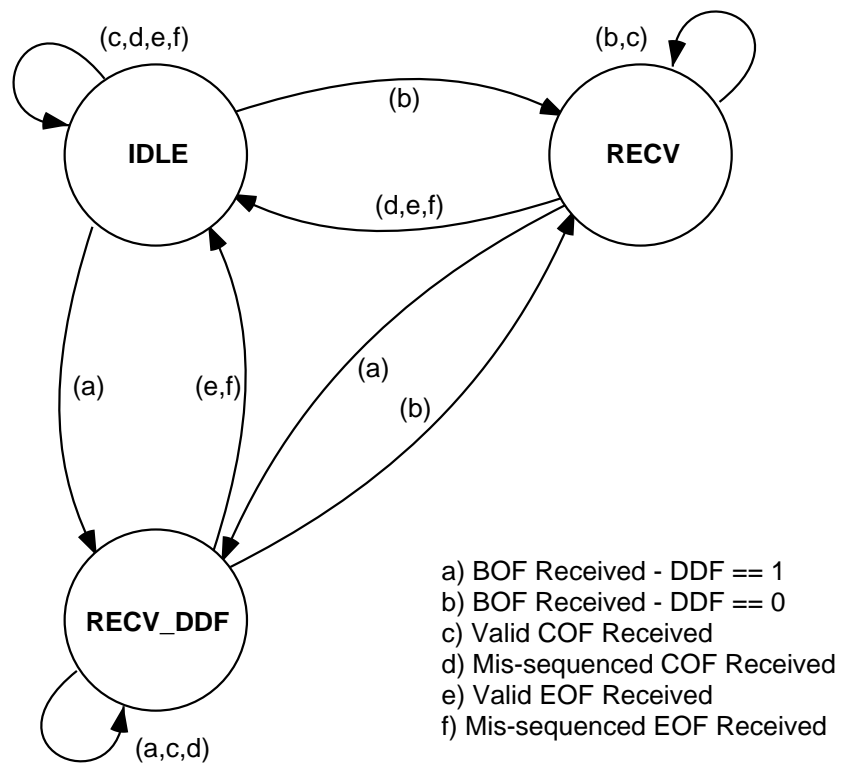 (c,d,e,f)
(b,c)
(b)
IDLE
RECV
(d,e,f)
(a)
(e,f)
(a)
(b)
RECV_DDF
(a,c,d)
a) BOF Received - DDF == 1
b) BOF Received - DDF == 0
c) Valid COF Received
d) Mis-sequenced COF Received
e) Valid EOF Received
f) Mis-sequenced EOF Received